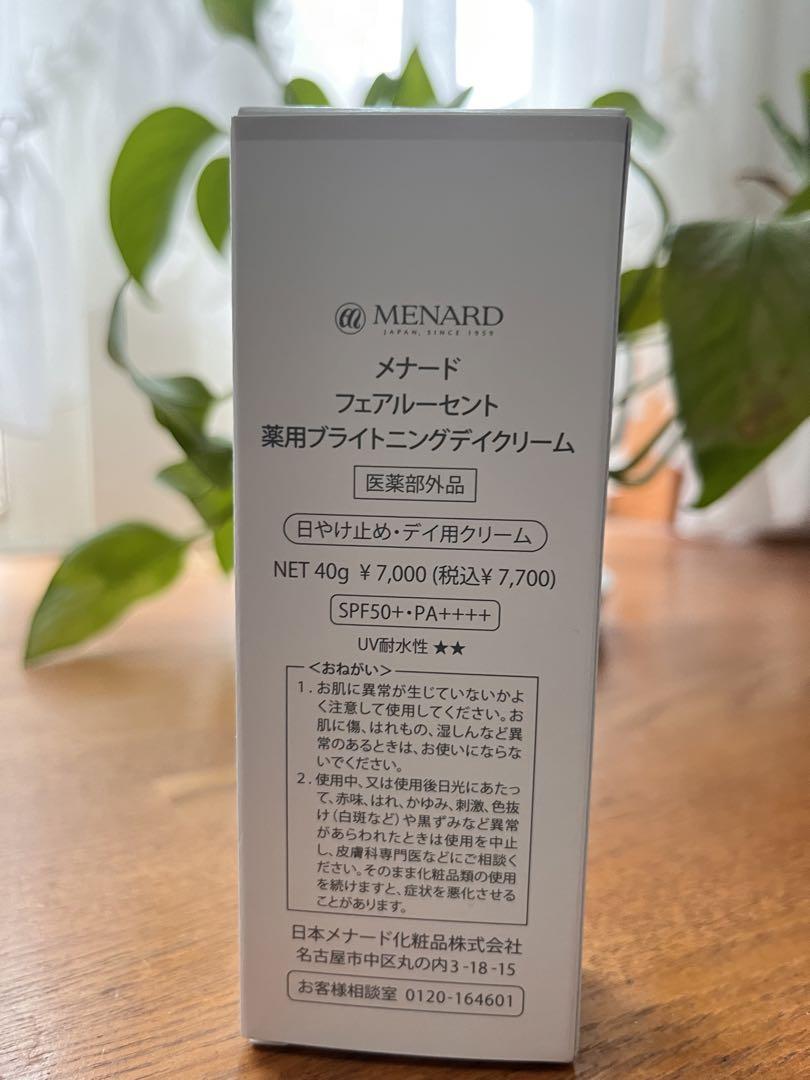 MENARD
JAPAN, SINCE 1959
メナード
フェアルーセント
薬用ブライトニングデイクリーム
医薬部外品
日やけ止め・デイ用クリーム
NET 40g ¥7,000 (税込¥7,700)
SPF50+・PA++++
UV耐水性★★
<おねがい>
1. お肌に異常が生じていないかよ
く注意して使用してください。お
肌に傷、はれもの、湿しんなど異
常のあるときは、お使いにならな
いでください。
2. 使用中、又は使用後日光にあたっ
て、赤味、はれ、かゆみ、刺激、色抜
け(白斑など)や黒ずみなど異常
があらわれたときは使用を中止
し、皮膚科専門医などにご相談く
ださい。そのまま化粧品類の使用
を続けますと、症状を悪化させる
ことがあります。
日本メナード化粧品株式会社
名古屋市中区丸の内3-18-15
お客様相談室 0120-164601